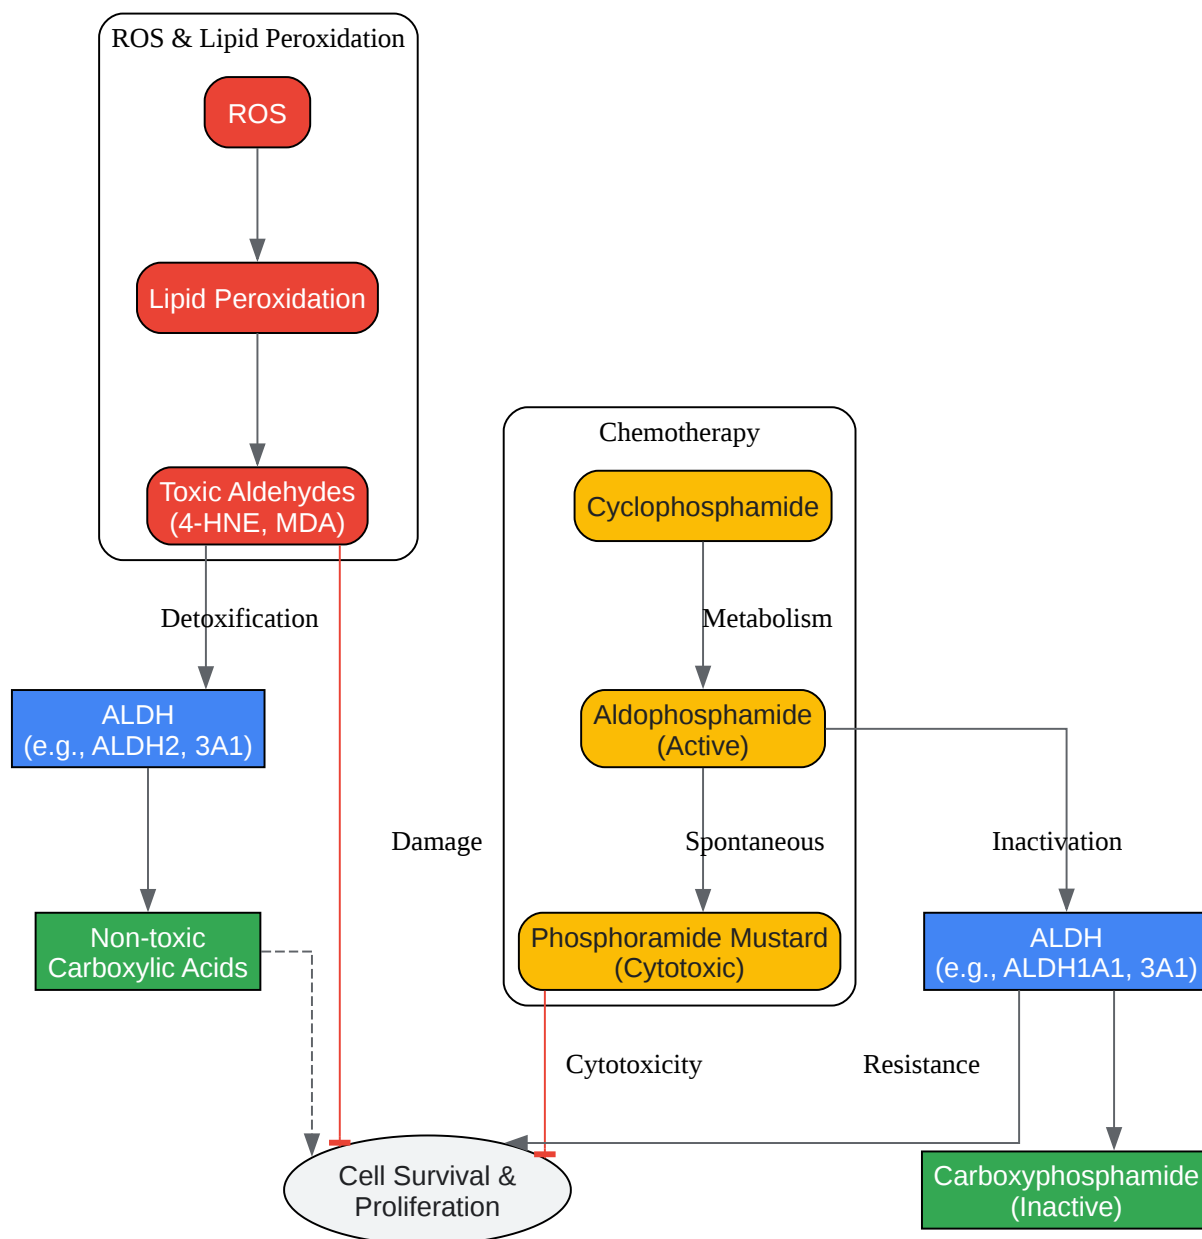 ROS & Lipid Peroxidation
ROS
Lipid Peroxidation
Toxic Aldehydes
(4-HNE, MDA)
Detoxification
ALDH
(e.g., ALDH2, 3A1)
Non-toxic
Carboxylic Acids
Damage
Chemotherapy
Cyclophosphamide
Metabolism
Aldophosphamide
(Active)
Spontaneous
Phosphoramide Mustard
(Cytotoxic)
Cytotoxicity
Inactivation
ALDH
(e.g., ALDH1A1, 3A1)
Resistance
Cell Survival &
Proliferation
Carboxyphosphamide
(Inactive)